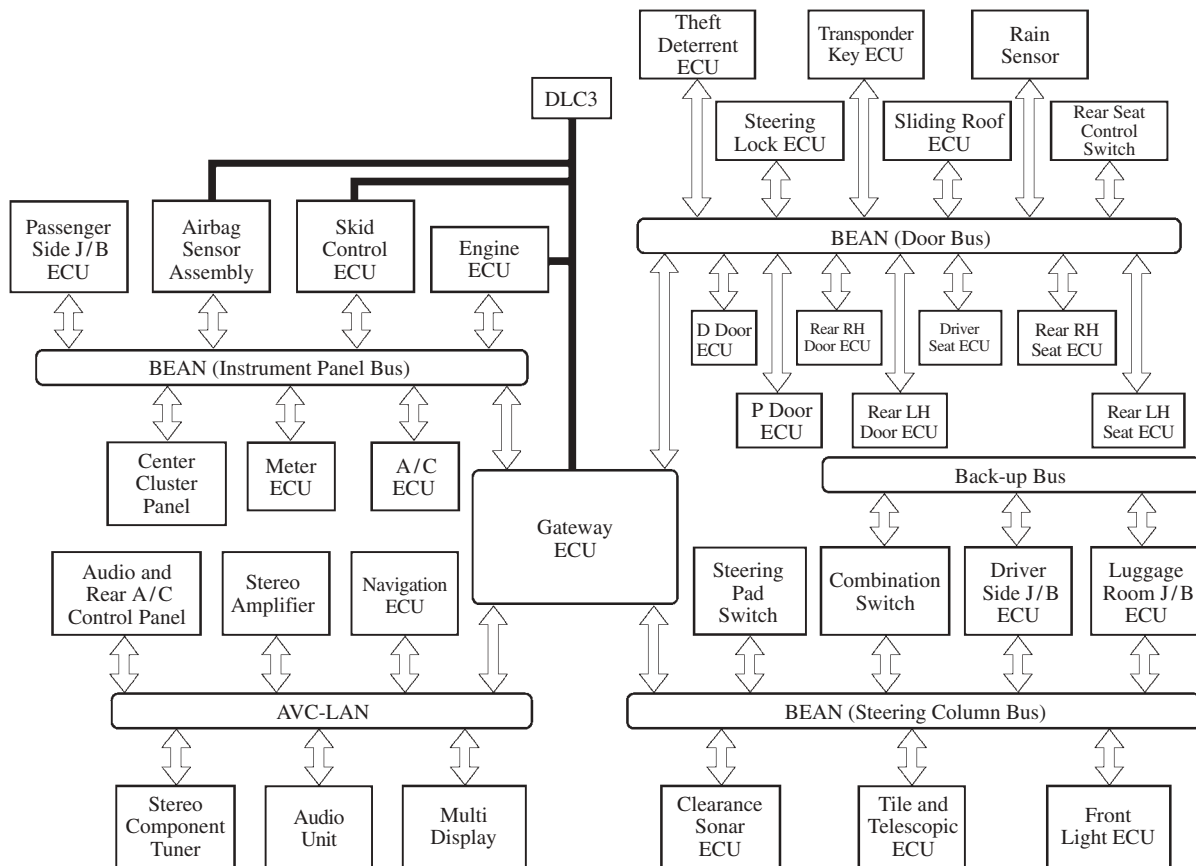 Theft
Deterrent
ECU
Transponder
Key ECU
Rain
Sensor
DLC3
Steering
Lock ECU
Sliding Roof
ECU
Rear Seat
Control
Switch
Passenger
Side J/B
ECU
Airbag
Sensor
Assembly
Skid
Control
ECU
Engine
ECU
BEAN (Door Bus)
D Door
ECU
Rear RH
Door ECU
Driver
Seat ECU
Rear RH
Seat ECU
BEAN (Instrument Panel Bus)
P Door
ECU
Rear LH
Door ECU
Rear LH
Seat ECU
Center
Cluster
Panel
Meter
ECU
A/C
ECU
Back-up Bus
Gateway
ECU
Audio and
Rear A/C
Control Panel
Stereo
Amplifier
Navigation
ECU
Steering
Pad
Switch
Combination
Switch
Driver
Side J/B
ECU
Luggage
Room J/B
ECU
AVC-LAN
BEAN (Steering Column Bus)
Stereo
Component
Tuner
Audio
Unit
Multi
Display
Clearance
Sonar
ECU
Tile and
Telescopic
ECU
Front
Light ECU